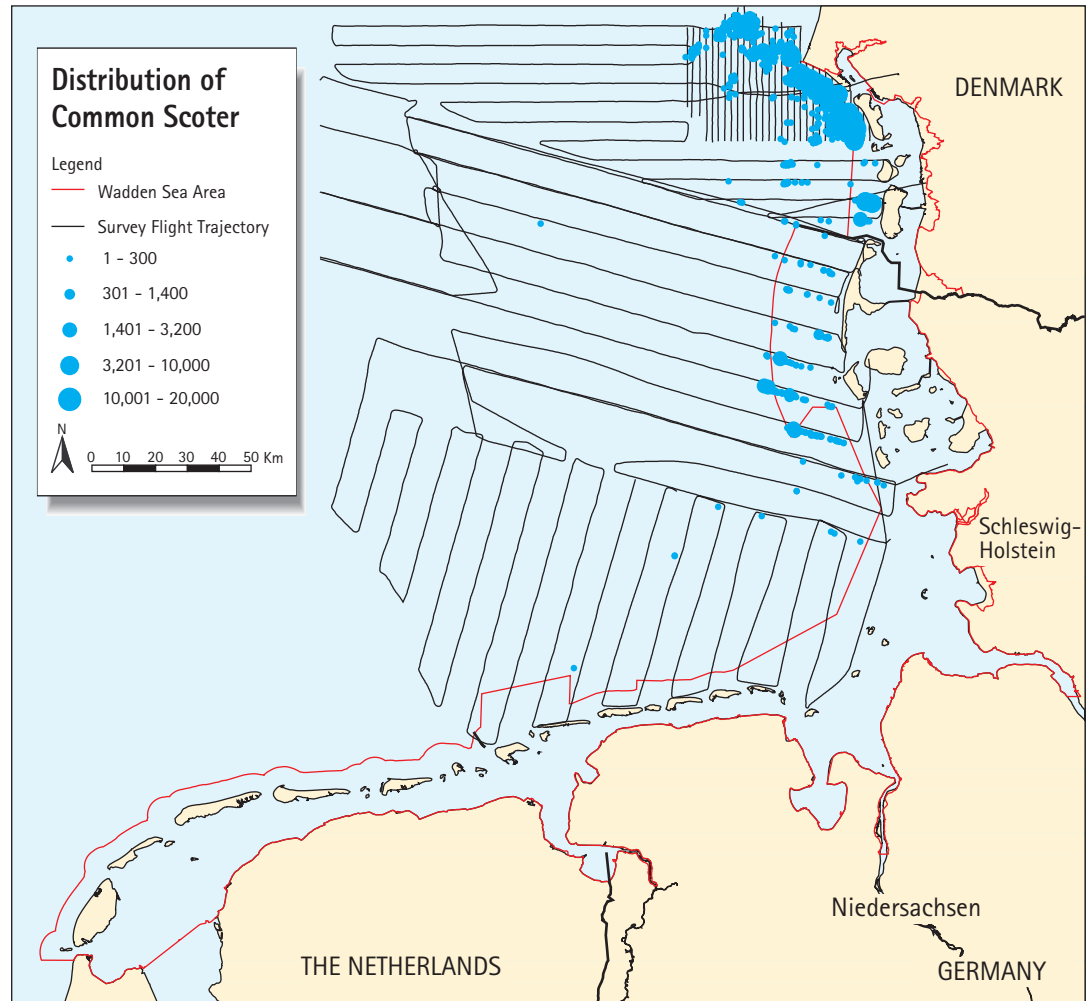 Distribution of
Common Scoter
Legend
Wadden Sea Area
Survey Flight Trajectory
1 - 300
301 - 1,400
1,401 - 3,200
3,201 - 10,000
10,001 - 20,000
N
0 10 20 30 40 50 Km
DENMARK
Schleswig-
Holstein
Niedersachsen
THE NETHERLANDS
GERMANY